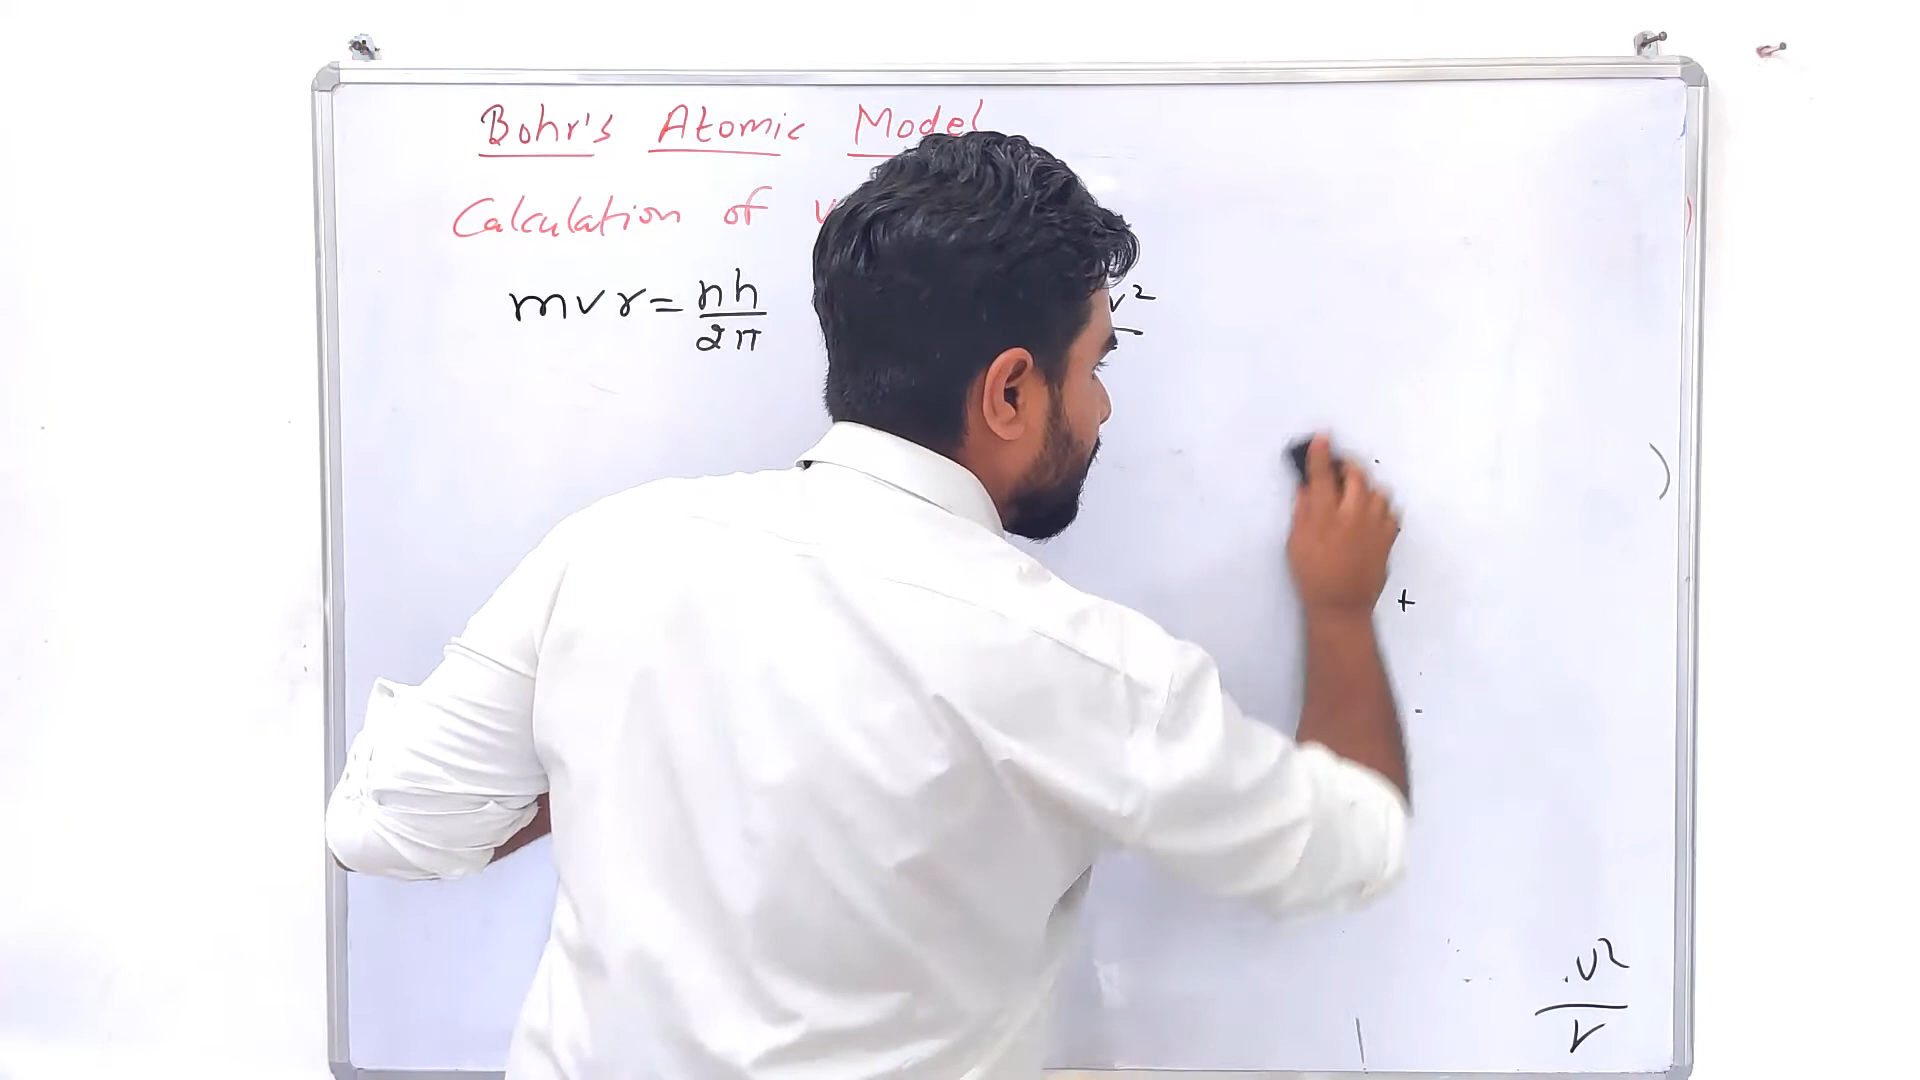 Bohr's Atomic Model
Calculation of v
mvr = nh/2π v²
+
v²/r